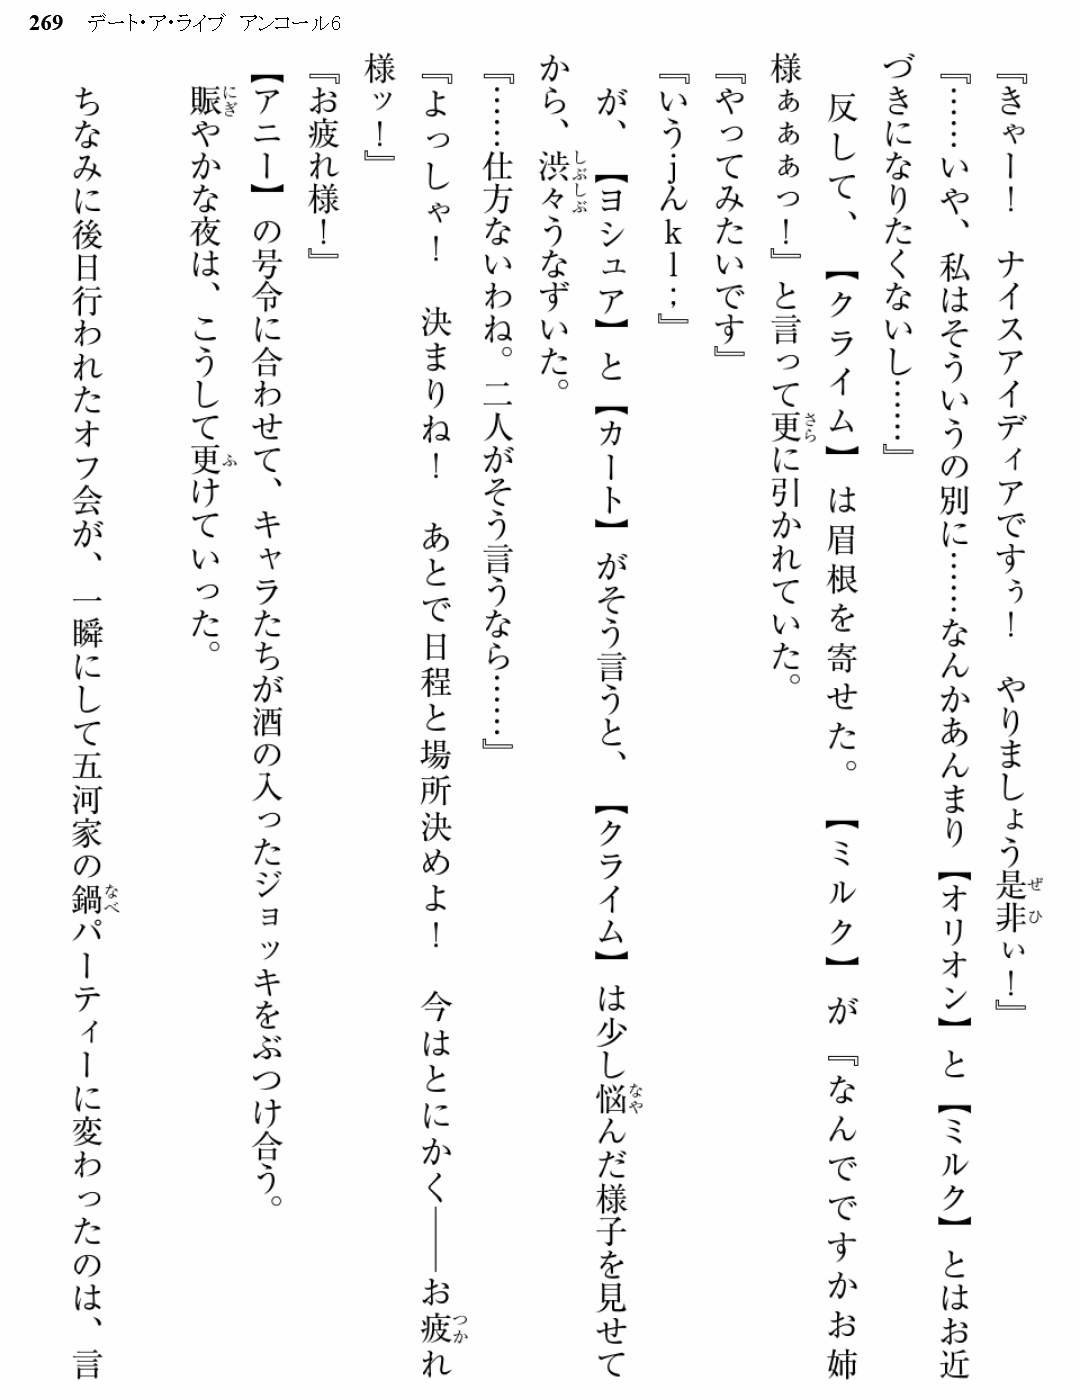 269 デート・ア・ライブ アンコール6
『きゃー！　ナイスアイディアですぅ！　やりましょう是非ぃ！』
『……いや、私はそういうの別に……なんかあんまり【オリオン】と【ミルク】とはお近
づきになりたくないし……』
　反して、【クライム】は眉根を寄せた。【ミルク】が『なんでですかお姉
様ぁぁぁっ！』と言って更に引かれていた。
『やってみたいです』
『いうjんkl；』
　が、【ヨシュア】と【カート】がそう言うと、【クライム】は少し悩んだ様子を見せて
から、渋々うなずいた。
『……仕方ないわね。二人がそう言うなら……』
『よっしゃ！　決まりね！　あとで日程と場所決めよ！　今はとにかく――お疲れ
様ッ！』
『お疲れ様！』
【アニー】の号令に合わせて、キャラたちが酒の入ったジョッキをぶつけ合う。
　賑やかな夜は、こうして更けていった。
　ちなみに後日行われたオフ会が、一瞬にして五河家の鍋パーティーに変わったのは、言